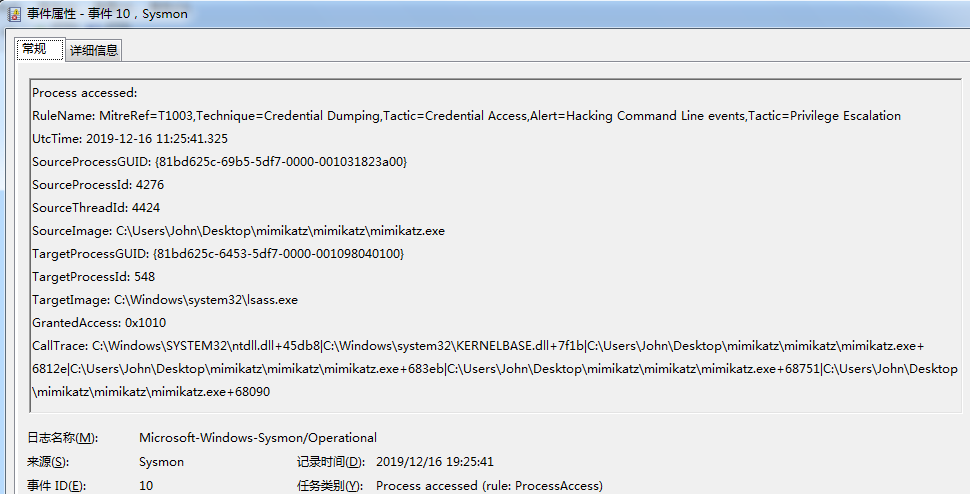 事件属性 - 事件 10，Sysmon
常规 详细信息
Process accessed:
RuleName: MitreRef=T1003,Technique=Credential Dumping,Tactic=Credential Access,Alert=Hacking Command Line events,Tactic=Privilege Escalation
UtcTime: 2019-12-16 11:25:41.325
SourceProcessGUID: {81bd625c-69b5-5df7-0000-001031823a00}
SourceProcessId: 4276
SourceThreadId: 4424
SourceImage: C:\Users\John\Desktop\mimikatz\mimikatz\mimikatz.exe
TargetProcessGUID: {81bd625c-6453-5df7-0000-001098040100}
TargetProcessId: 548
TargetImage: C:\Windows\system32\lsass.exe
GrantedAccess: 0x1010
CallTrace: C:\Windows\SYSTEM32\ntdll.dll+45db8|C:\Windows\system32\KERNELBASE.dll+7f1b|C:\Users\John\Desktop\mimikatz\mimikatz\mimikatz.exe+
6812e|C:\Users\John\Desktop\mimikatz\mimikatz\mimikatz.exe+683eb|C:\Users\John\Desktop\mimikatz\mimikatz\mimikatz.exe+68751|C:\Users\John\Desktop
\mimikatz\mimikatz\mimikatz.exe+68090
日志名称(M): Microsoft-Windows-Sysmon/Operational
来源(S): Sysmon 记录时间(D): 2019/12/16 19:25:41
事件 ID(E): 10 任务类别(Y): Process accessed (rule: ProcessAccess)